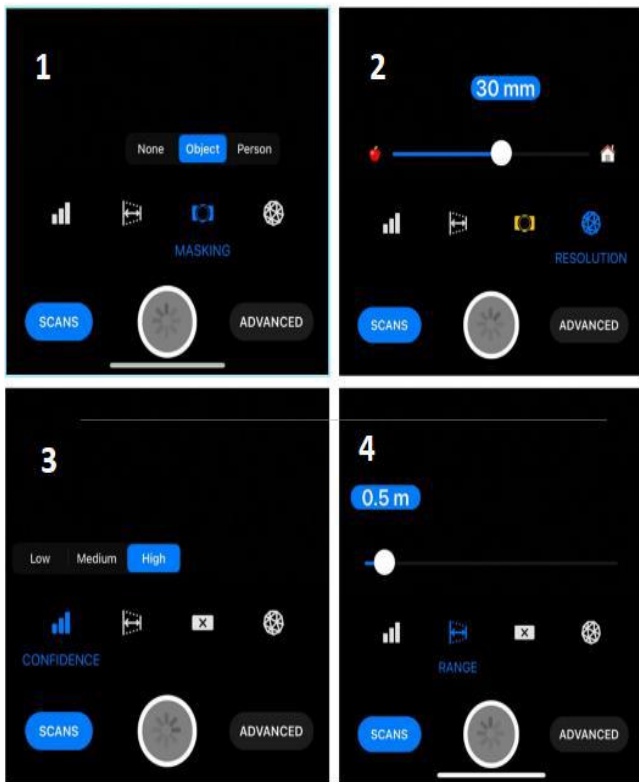 1
None Object Person
MASKING
SCANS ADVANCED
2
30 mm
RESOLUTION
SCANS ADVANCED
3
Low Medium High
CONFIDENCE
SCANS ADVANCED
4
0.5 m
RANGE
SCANS ADVANCED